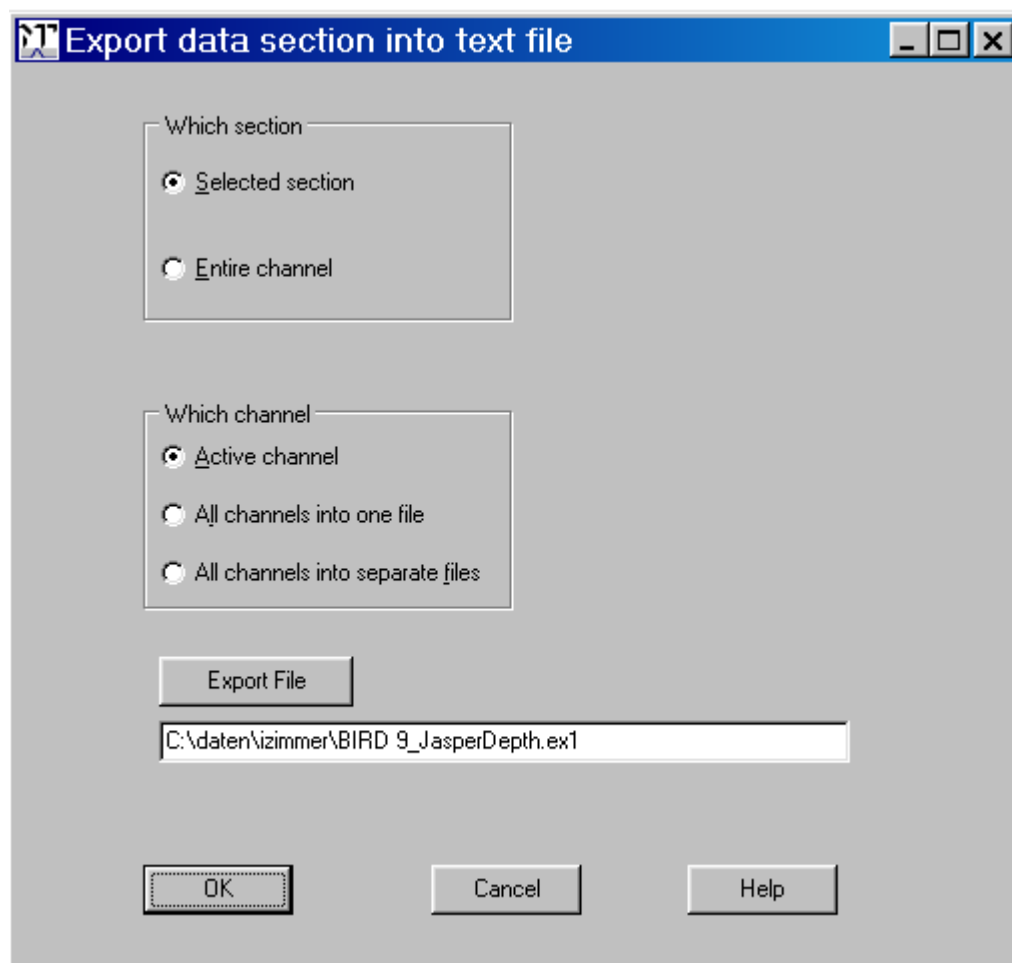 Export data section into text file
Which section
Selected section
Entire channel
Which channel
Active channel
All channels into one file
All channels into separate files
Export File
C:\daten\izimmer\BIRD 9_JasperDepth.ex1
OK
Cancel
Help